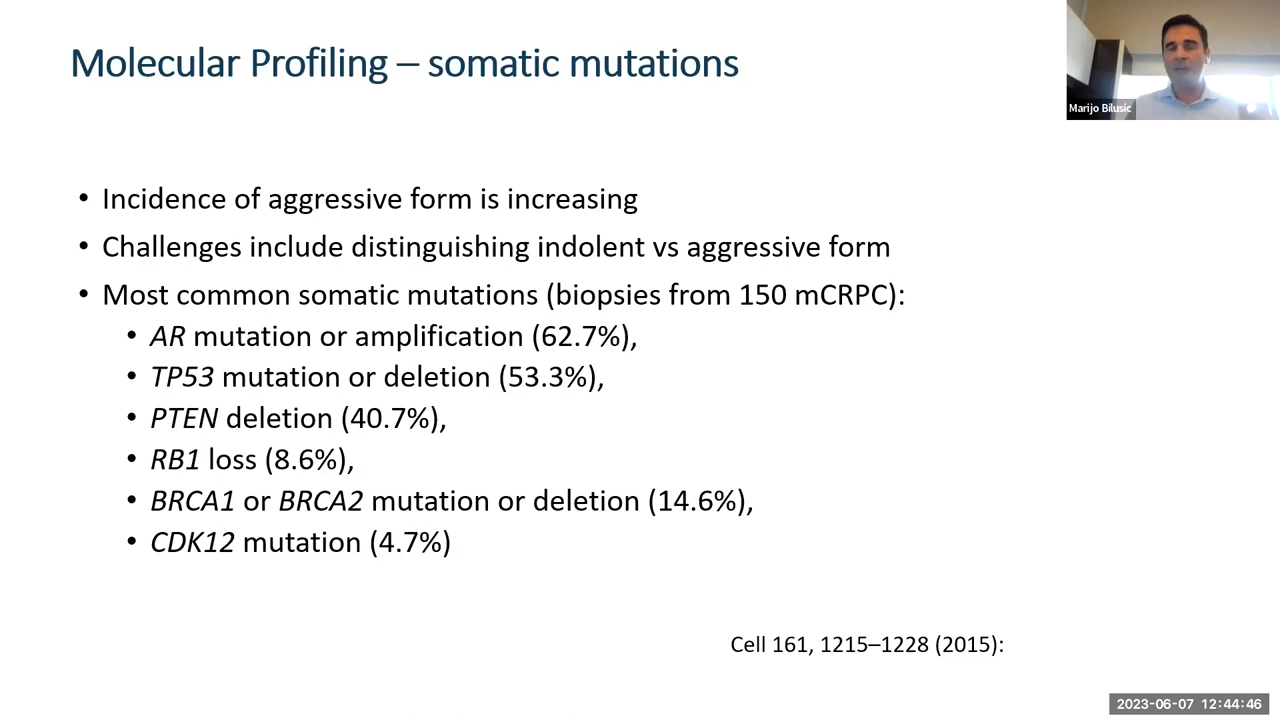 Molecular Profiling – somatic mutations
Marijo Bilusic
• Incidence of aggressive form is increasing
• Challenges include distinguishing indolent vs aggressive form
• Most common somatic mutations (biopsies from 150 mCRPC):
• AR mutation or amplification (62.7%),
• TP53 mutation or deletion (53.3%),
• PTEN deletion (40.7%),
• RB1 loss (8.6%),
• BRCA1 or BRCA2 mutation or deletion (14.6%),
• CDK12 mutation (4.7%)
Cell 161, 1215–1228 (2015):
2023-06-07 12:44:46